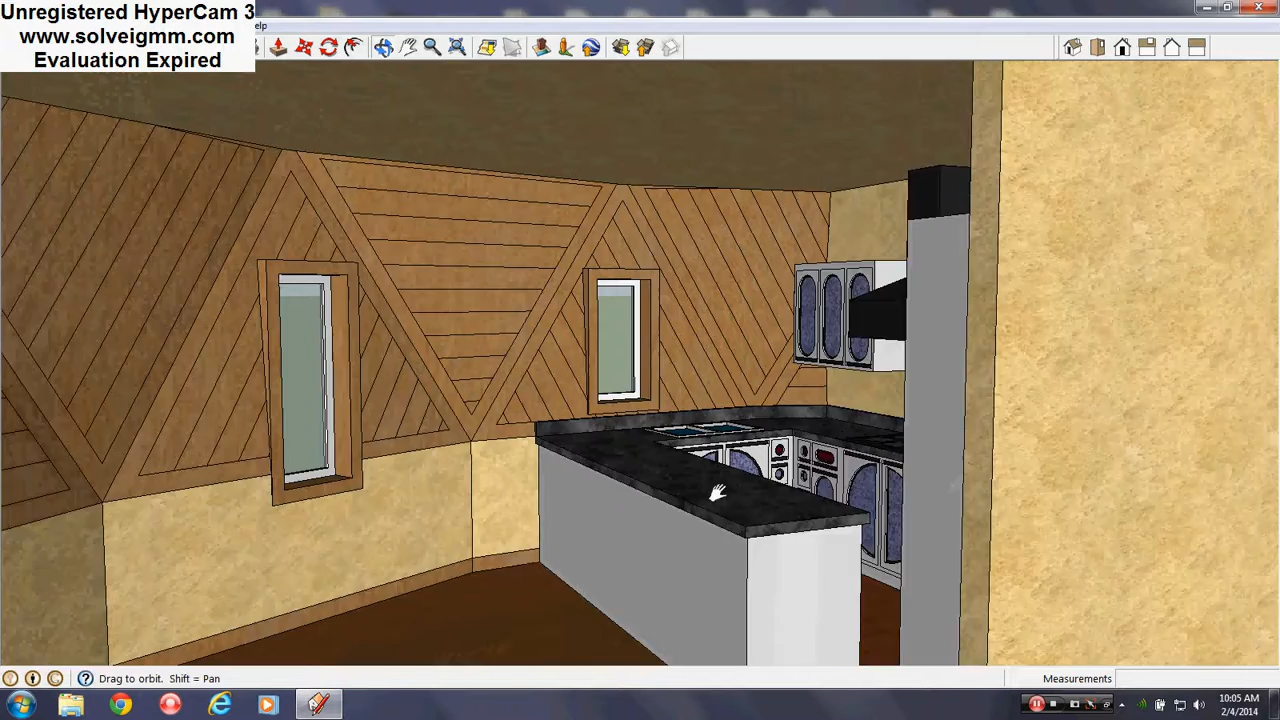 Unregistered HyperCam 3
www.solveigmm.com
Evaluation Expired
elp
Drag to orbit. Shift = Pan
Measurements
10:05 AM
2/4/2014